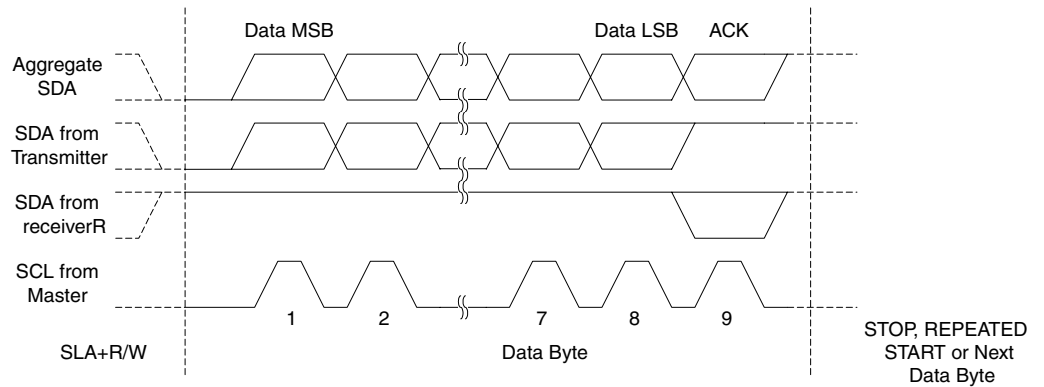 Data MSB
Data LSB
ACK
Aggregate
SDA
SDA from
Transmitter
SDA from
receiverR
SCL from
Master
1
2
7
8
9
SLA+R/W
Data Byte
STOP, REPEATED
START or Next
Data Byte